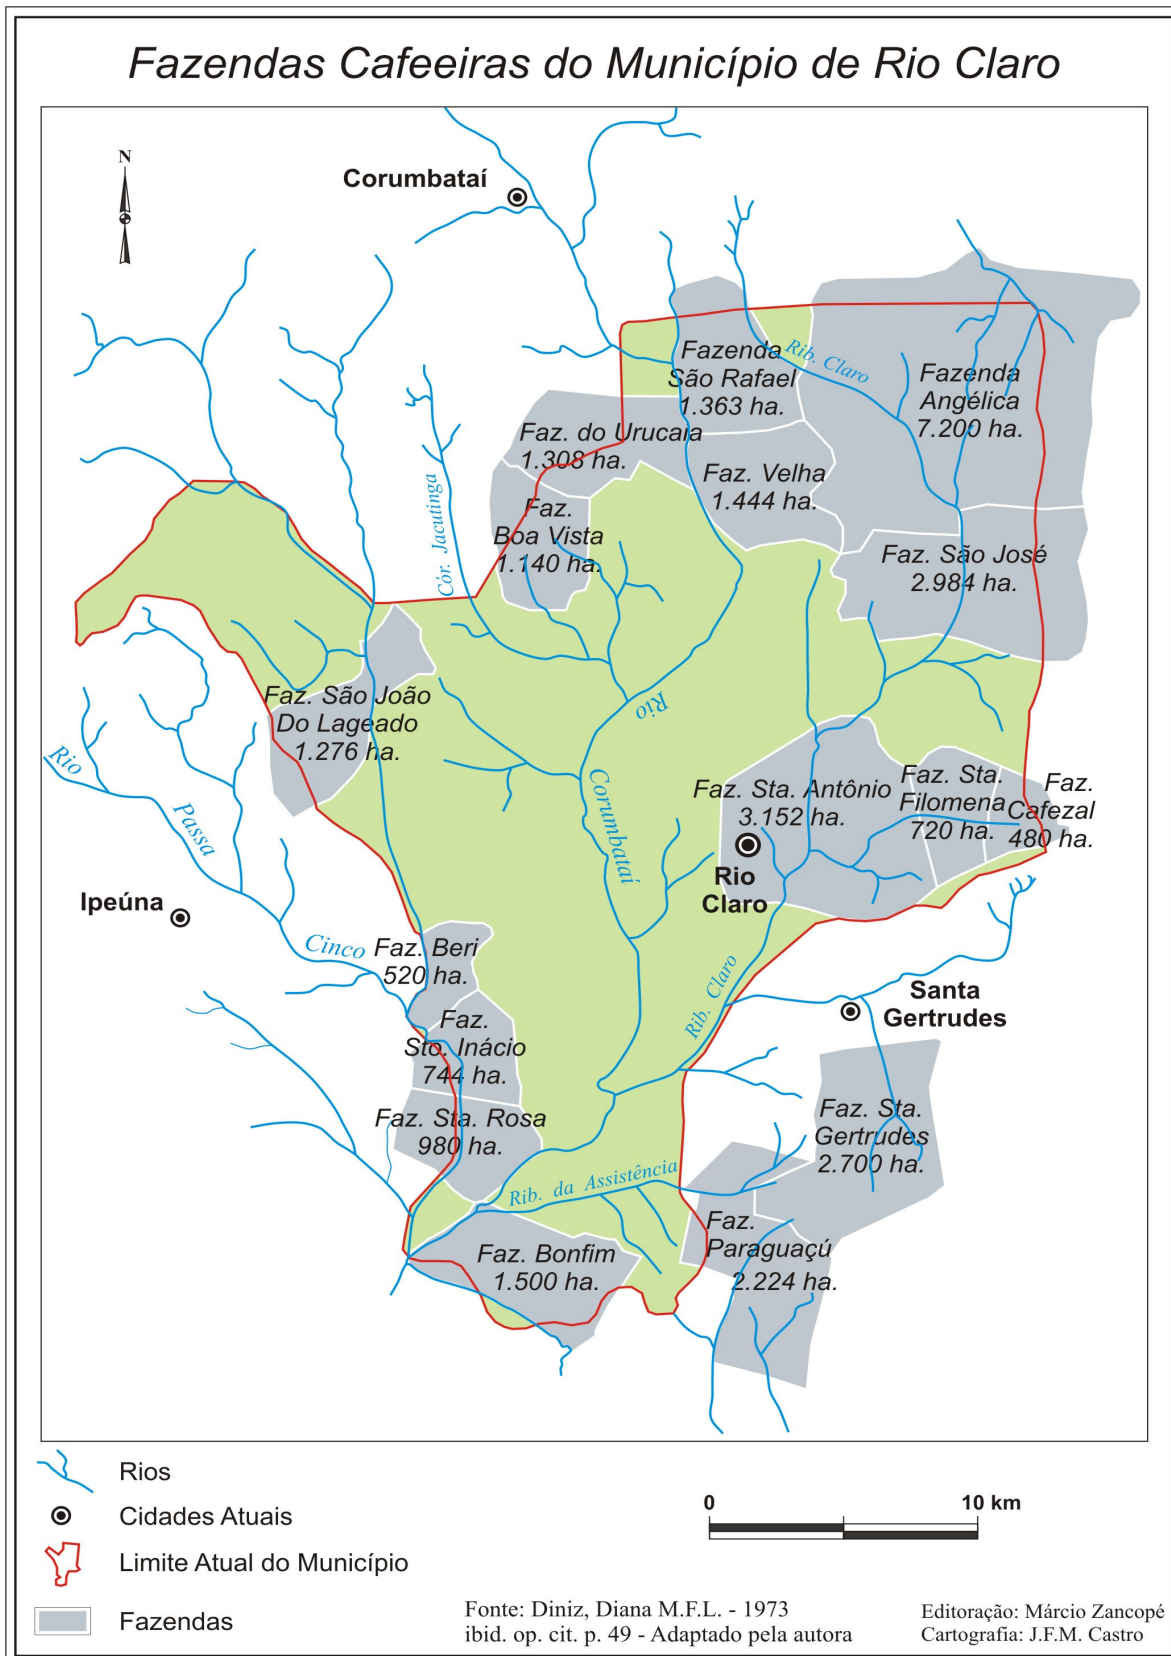 Fazendas Cafeeiras do Município de Rio Claro
N
Corumbataí
Fazenda
São Rafael
1.363 ha.
Rib. Claro
Fazenda
Angélica
7.200 ha.
Faz. do Urucaia
1.308 ha.
Faz. Velha
1.444 ha.
Cór. Jacutinga
Faz.
Boa Vista
1.140 ha.
Faz. São José
2.984 ha.
Faz. São João
Do Lageado
1.276 ha.
Rio
Corumbataí
Rio
Passa
Cinco
Faz. Sta. Antônio
3.152 ha.
Faz. Sta.
Filomena
720 ha.
Faz.
Cafezal
480 ha.
Rio
Claro
Ipeúna
Faz. Beri
520 ha.
Rib. Claro
Santa
Gertrudes
Faz.
Sto. Inácio
744 ha.
Faz. Sta. Rosa
980 ha.
Faz. Sta.
Gertrudes
2.700 ha.
Rib. da Assistência
Faz.
Paraguaçú
2.224 ha.
Faz. Bonfim
1.500 ha.
Rios
Cidades Atuais
Limite Atual do Município
Fazendas
0 10 km
Fonte: Diniz, Diana M.F.L. - 1973
ibid. op. cit. p. 49 - Adaptado pela autora
Editoração: Márcio Zancopé
Cartografia: J.F.M. Castro